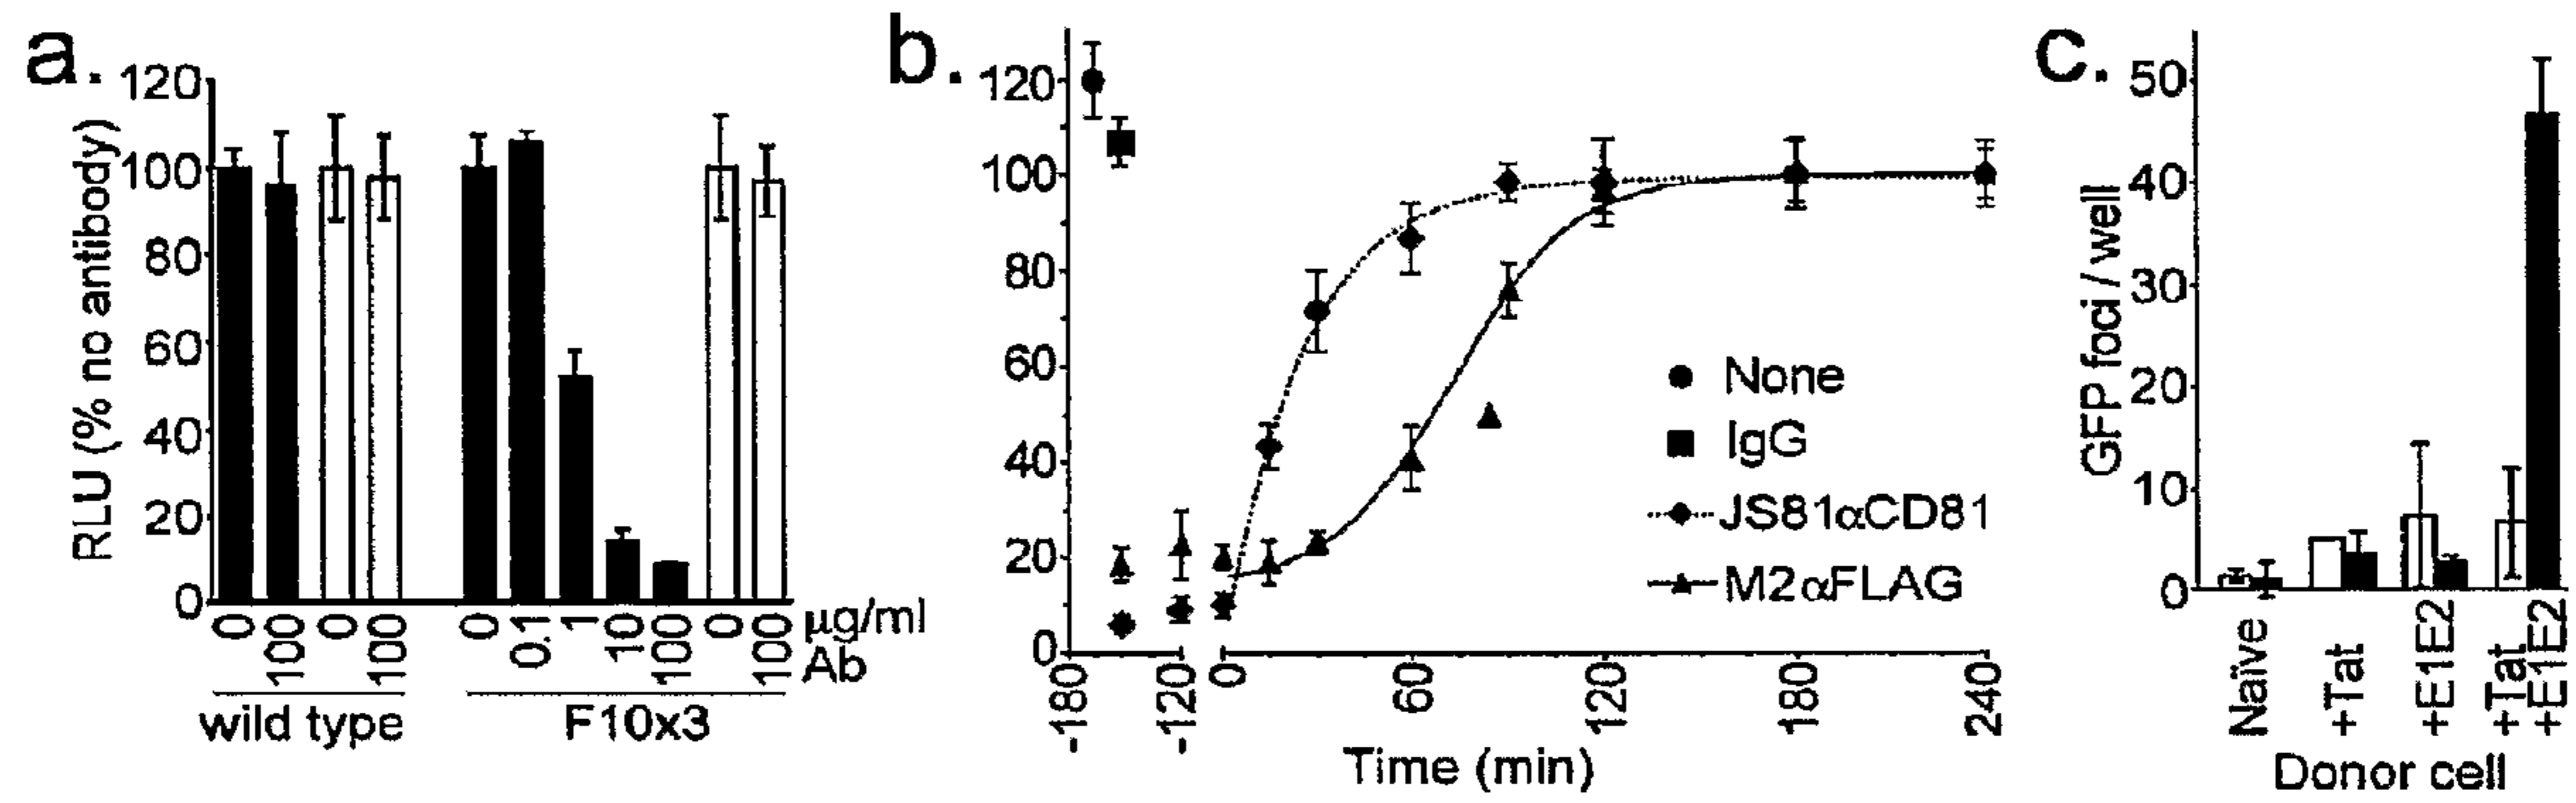 a.
RLU (% no antibody)
120
100
80
60
40
20
0
0 100 0 100 0 0.1 1 10 100 0 100 µg/ml
Ab
wild type F10x3
b.
120
100
80
60
40
20
0
-180 -120 0 60 120 180 240
Time (min)
None
IgG
JS81αCD81
M2αFLAG
c.
GFP foci / well
50
40
30
20
10
0
Naïve
+Tat
+E1E2
+Tat
+E1E2
Donor cell